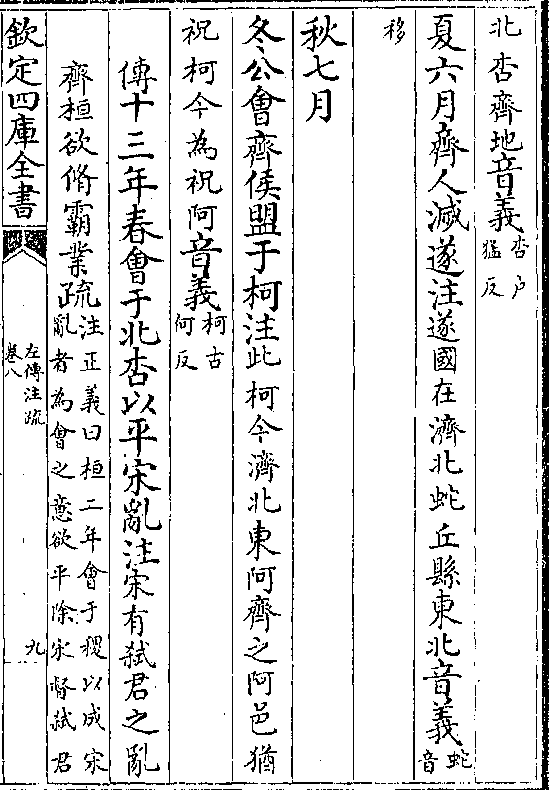 北杏齊地音義杏户猛反
夏六月齊人滅遂注遂國在濟北蛇丘縣東北音義蛇音
移
秋七月
冬公會齊侯盟于柯注此柯今濟北東阿齊之阿邑猶
祝柯今為祝阿音義柯古何反
傳十三年春會于北杏以平宋亂注宋有弑君之亂
齊桓欲脩霸業疏注正義曰桓二年會于稷以成宋亂者為會之意欲平除宋督弑君
欽定四庫全書
左傳注疏
卷八
九